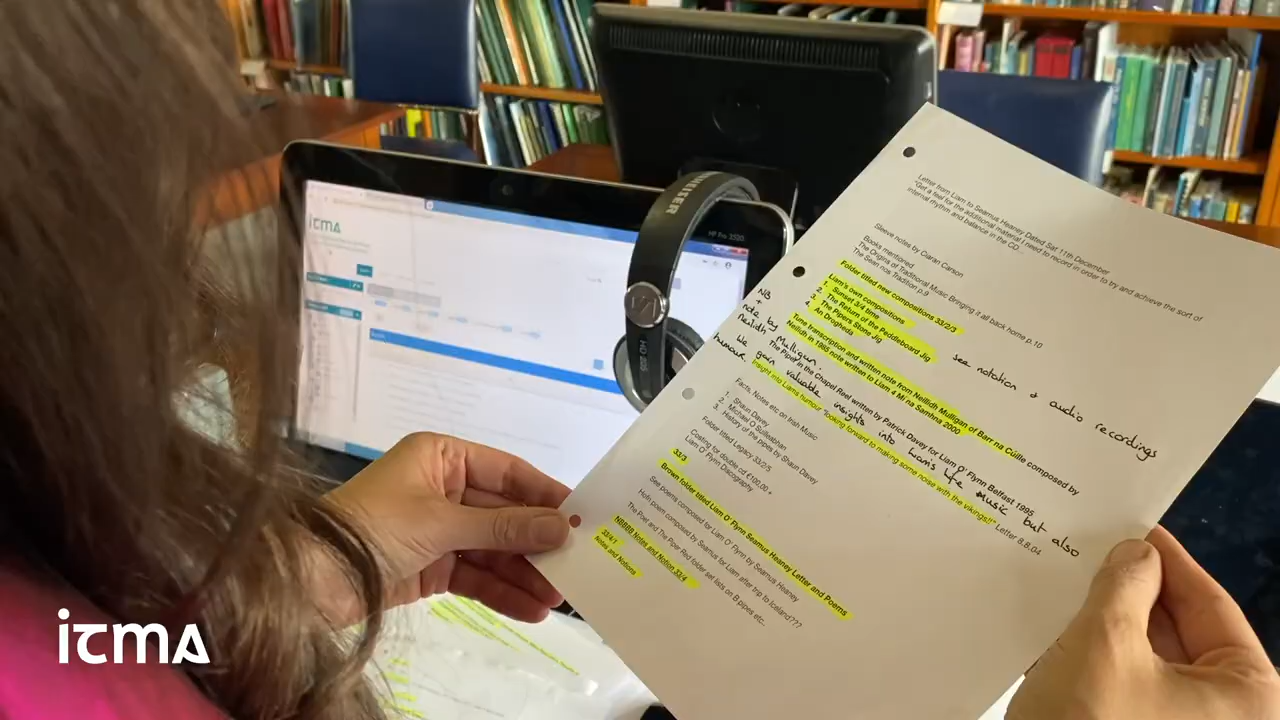 Letter from Liam to Seamus Heaney Dated Sat 11th December
"Get a feel for the additional material I need to record in order to try and achieve the sort of
internal rhythm and balance in the CD.
Sleeve notes by Ciaran Carson
Books mentioned
The Origins of Traditional Music Bringing it all back home p.10
The Sean nos Tradition p.9
Folder titled new compositions 33/2/3
Liam's own compositions
1. Sunset 3/4 time
2. The Return of the Peddleboard Jig
3. The Pipers Stone Jig
4. An Drogheds
see notation + audio recordings
Tune transcription and written note from Neillidh Mulligan of Barr na Cúille composed by
Neillidh in 1985 note written to Liam 4 Mi na Samhna 2000
NB
+
note by
Neilidh Mulligan.
The Piper in the Chapel Reel written by Patrick Davey for Liam O' Flynn Belfast 1995
We gain valuable insights into Liam's life + Music but also
humour
Insight into Liams humour "looking forward to making some noise with the vikings!!" Letter 8.8.04
Facts, Notes etc on Irish Music
1. Shaun Davey
2. Michael O Suilleabhan
3. History of the pipes by Shaun Davey
Folder titled Legacy 33/2/5
Costing for double cd €100,00 +
Liam O' Flynn Discography
33/3
Brown folder titled Liam O' Flynn Seamus Heaney Letter and Poems
See poems composed for Liam O' Flynn by Seamus Heaney
Hofn poem composed by Seamus for Liam after trip to Iceland???
The Poet and The Piper Red folder set lists on B pipes etc..
NB!!!!! Notes and Notion 33/4
33/4/1
Notes and Notions
ITMA
HP Pro 3520
HD 205
ITMA